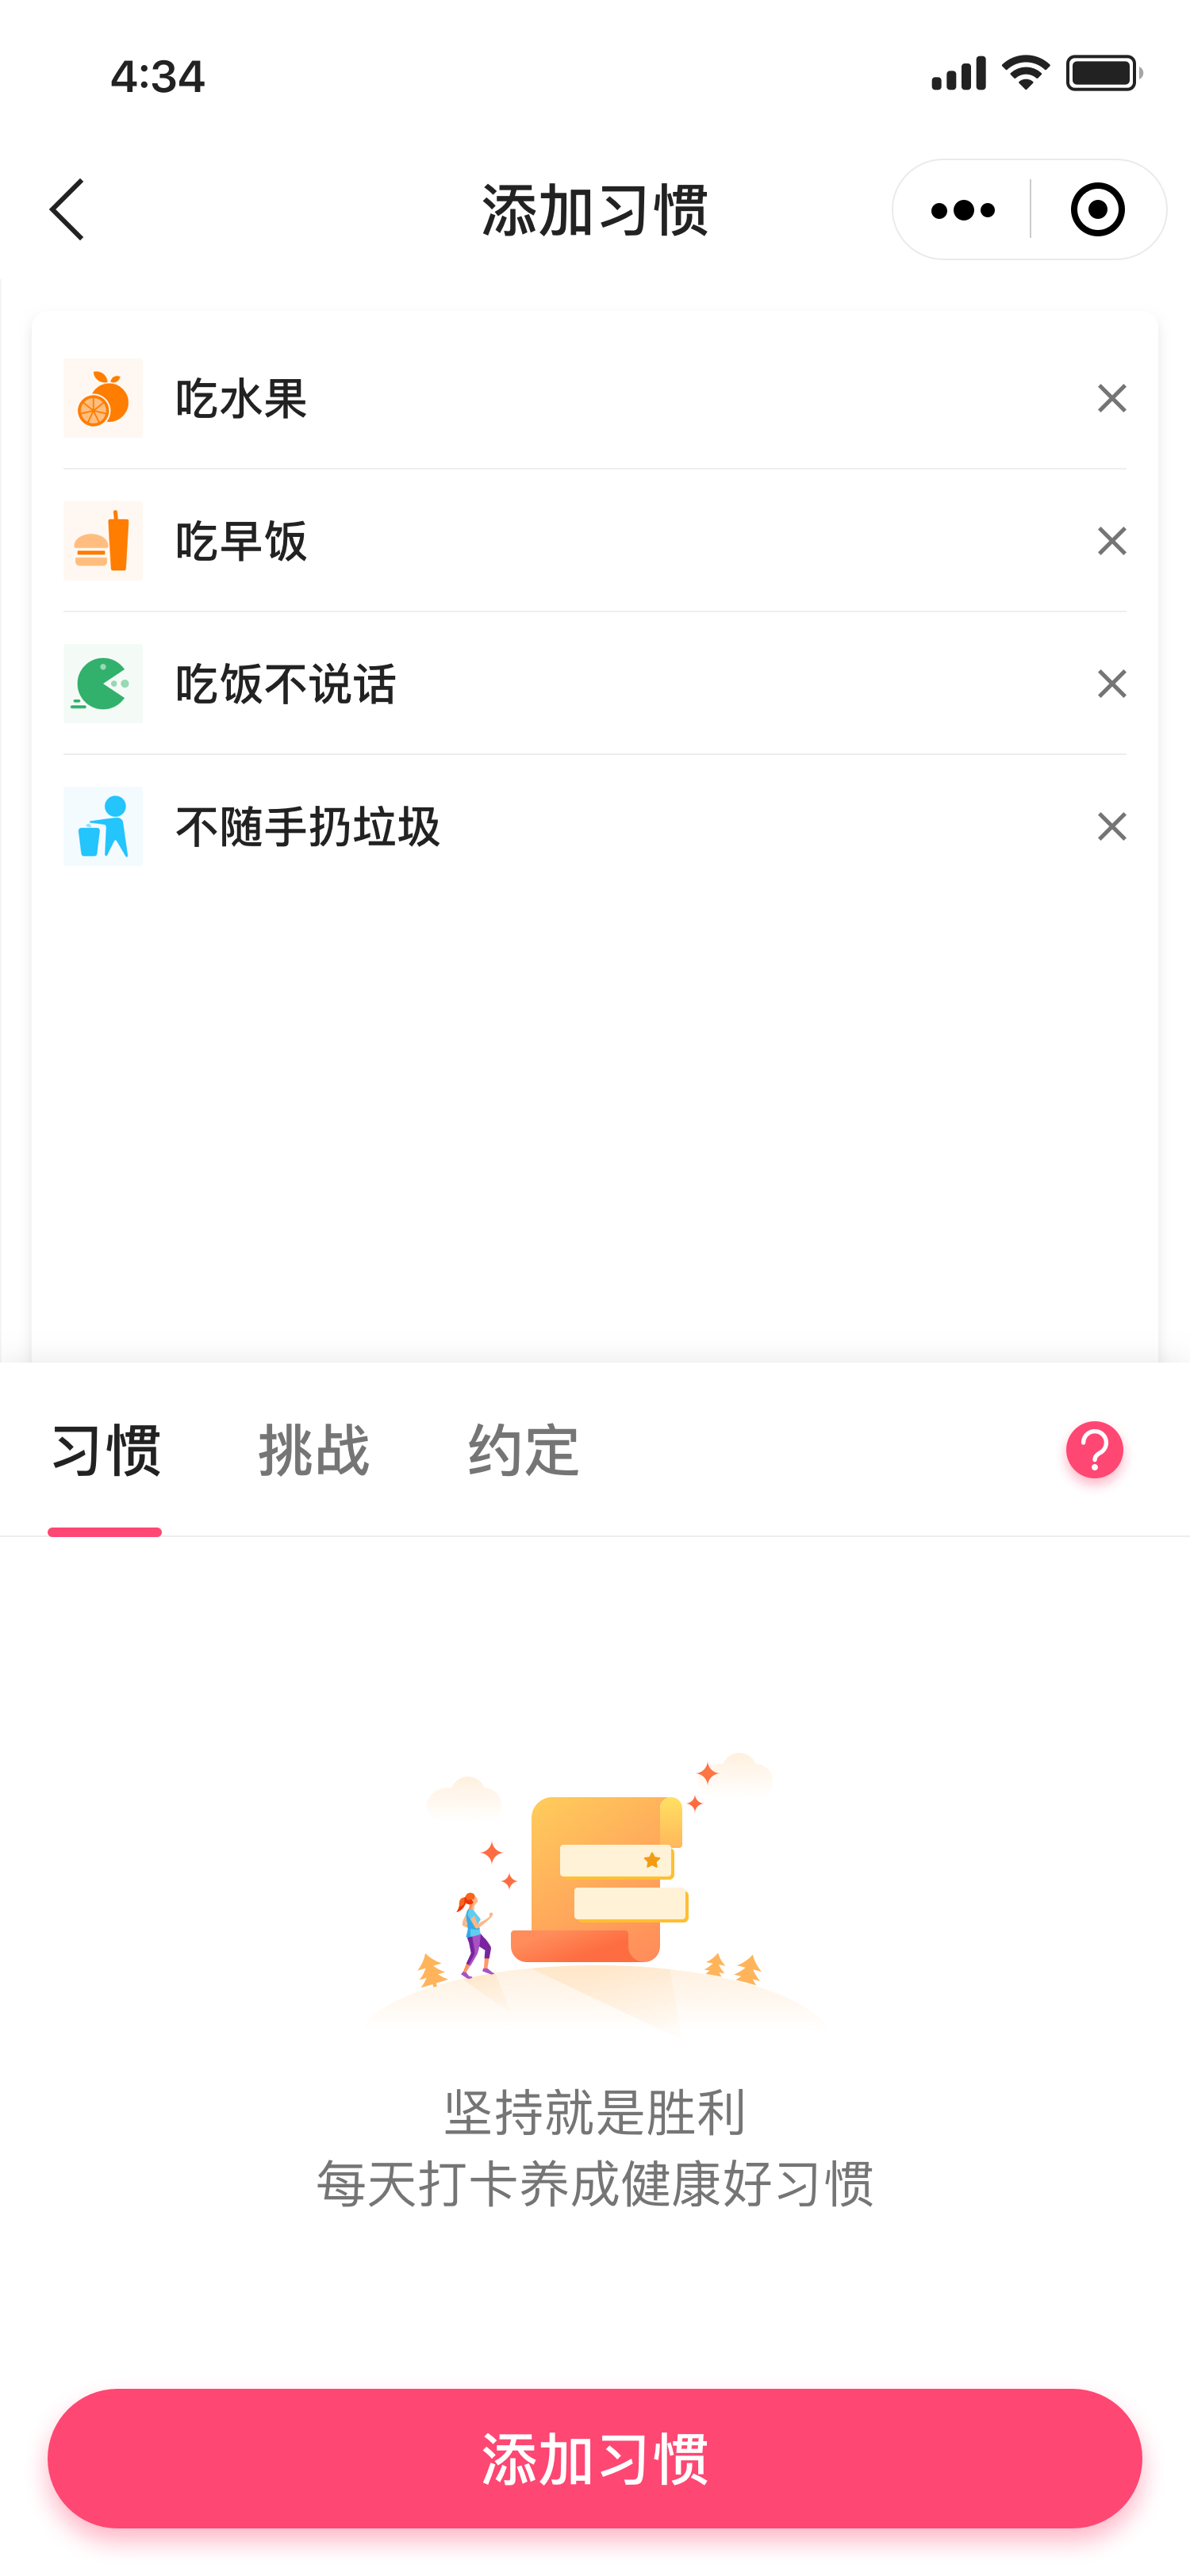 4:34
添加习惯
吃水果
吃早饭
吃饭不说话
不随手扔垃圾
习惯 挑战 约定
坚持就是胜利
每天打卡养成健康好习惯
添加习惯